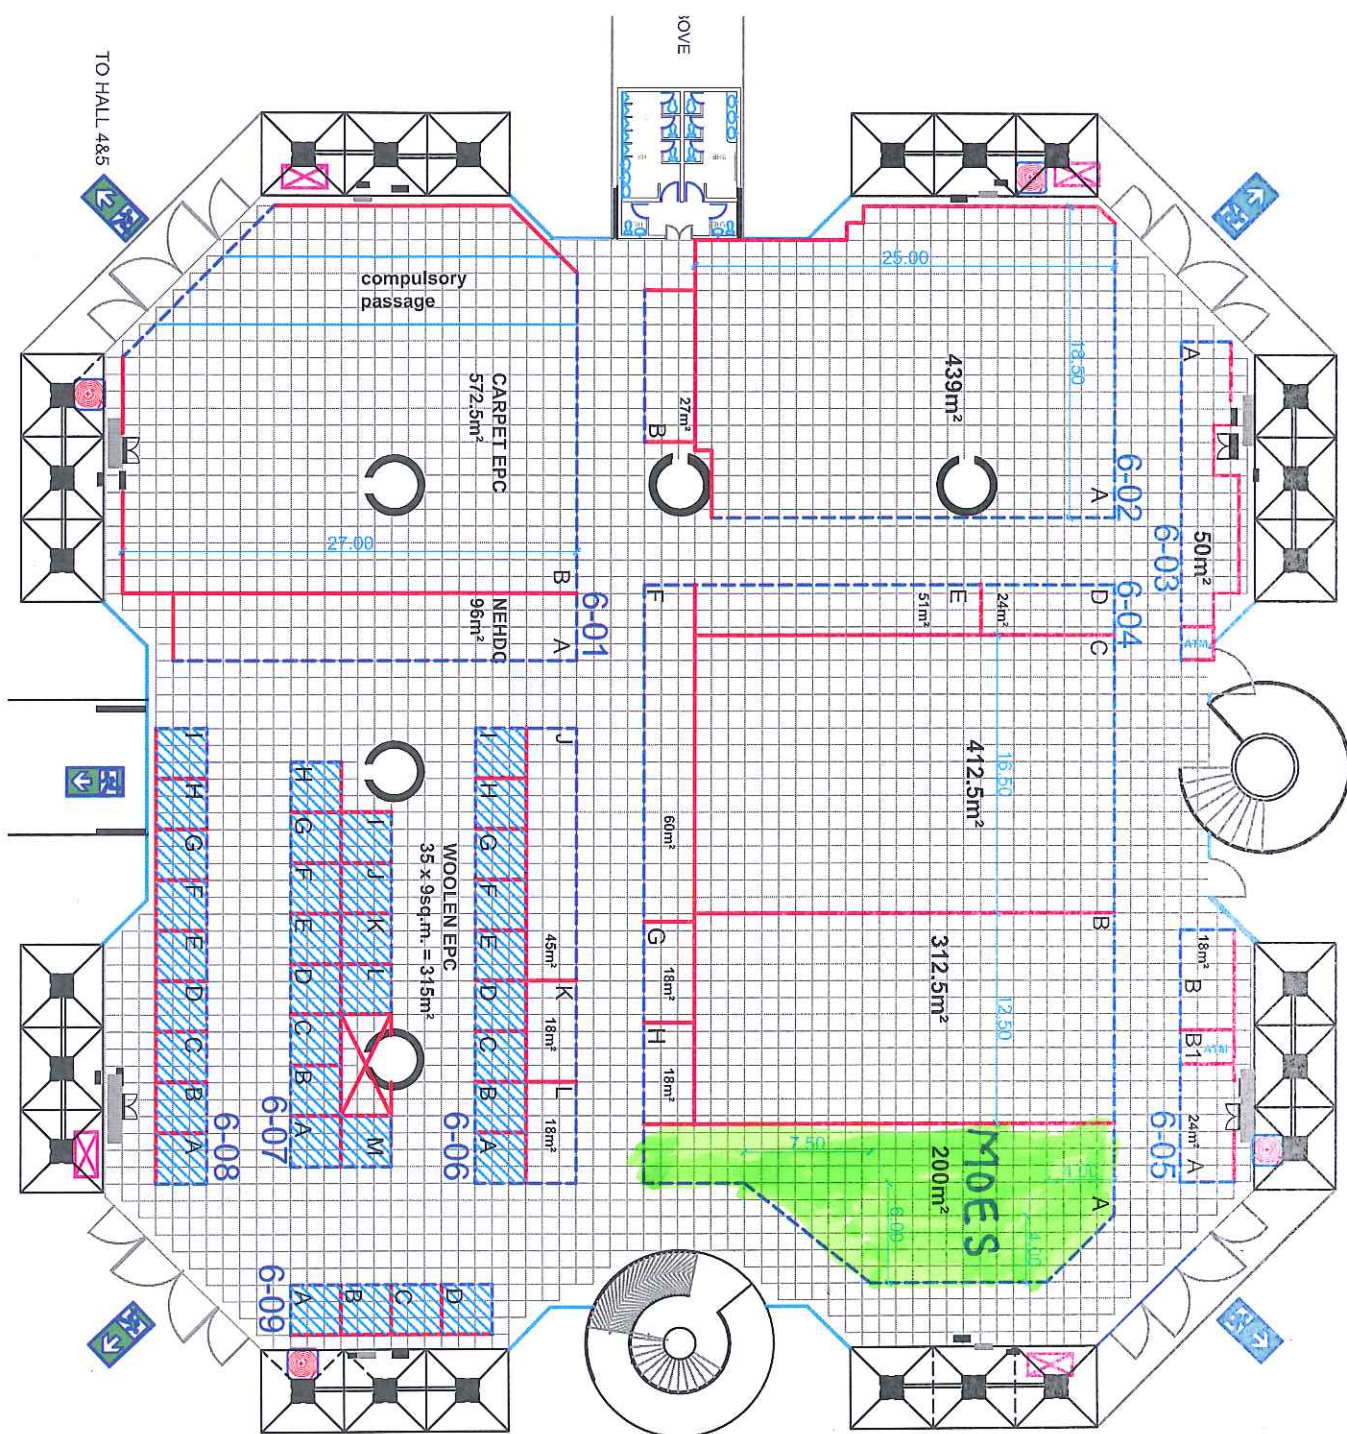 TO HALL 4&5
BOVE
compulsory
passage
CARPET EPC
572.5m²
27.00
B
NEHDC
96m²
A
6-01
25.00
18.50
439m²
A
6-02
27m²
B
A
50m²
6-03
ATM
6-04
D
24m²
E
51m²
F
60m²
C
16.50
412.5m²
B
312.5m²
12.50
G
18m²
H
18m²
MOES
200m²
A
7.50
6.00
4.00
18m²
B
B1
ATM
24m²
A
6-05
J
45m²
K
18m²
L
18m²
I
H
G
F
E
D
C
B
A
6-06
WOOLEN EPC
35 x 9sq.m. = 315m²
H
G
F
E
D
C
B
A
I
J
K
L
M
6-07
I
H
G
F
E
D
C
B
A
6-08
6-09
A
B
C
D